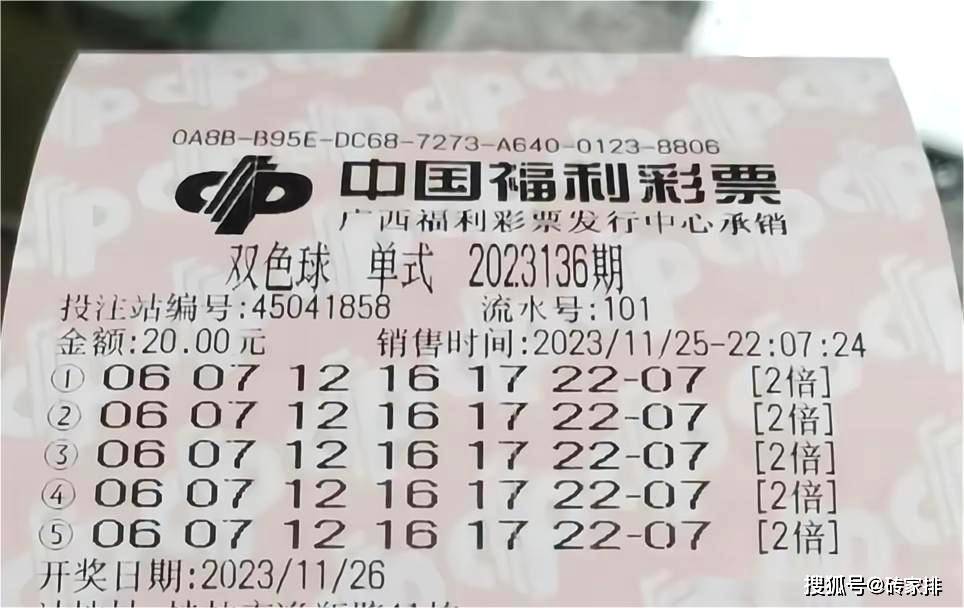 0A8B-B95E-DC68-7273-A640-0123-8806
中国福利彩票
广西福利彩票发行中心承销
双色球 单式 2023136期
投注站编号:45041858 流水号:101
金额:20.00元 销售时间:2023/11/25-22:07:24
① 06 07 12 16 17 22-07 [2倍]
② 06 07 12 16 17 22-07 [2倍]
③ 06 07 12 16 17 22-07 [2倍]
④ 06 07 12 16 17 22-07 [2倍]
⑤ 06 07 12 16 17 22-07 [2倍]
开奖日期:2023/11/26
搜狐号@砖家排